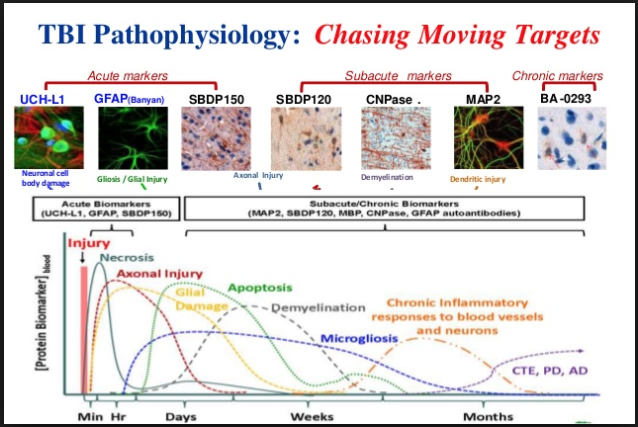 TBI Pathophysiology: Chasing Moving Targets
Acute markers
Subacute markers
Chronic markers
UCH-L1
GFAP(Banyan)
SBDP150
SBDP120
CNPase .
MAP2
BA-0293
Neuronal cell
body damage
Gliosis / Glial Injury
Axonal Injury
Demyelination
Dendritic injury
Acute Biomarkers
(UCH-L1, GFAP, SBDP150)
Subacute/Chronic Biomarkers
(MAP2, SBDP120, MBP, CNPase, GFAP autoantibodies)
[Protein Biomarker] blood
Injury
Necrosis
Axonal Injury
Glial
Damage
Apoptosis
Demyelination
Microgliosis
Chronic Inflammatory
responses to blood vessels
and neurons
CTE, PD, AD
Min
Hr
Days
Weeks
Months